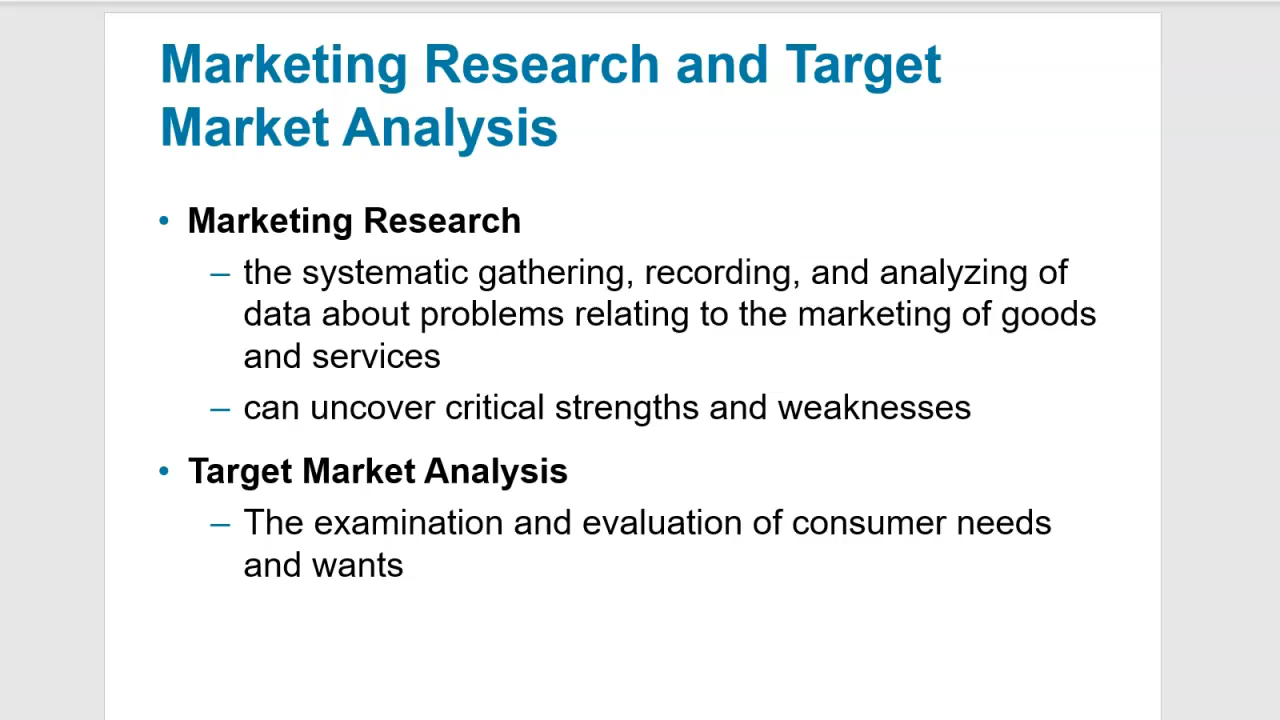 Marketing Research and Target
Market Analysis
• Marketing Research
– the systematic gathering, recording, and analyzing of
data about problems relating to the marketing of goods
and services
– can uncover critical strengths and weaknesses
• Target Market Analysis
– The examination and evaluation of consumer needs
and wants